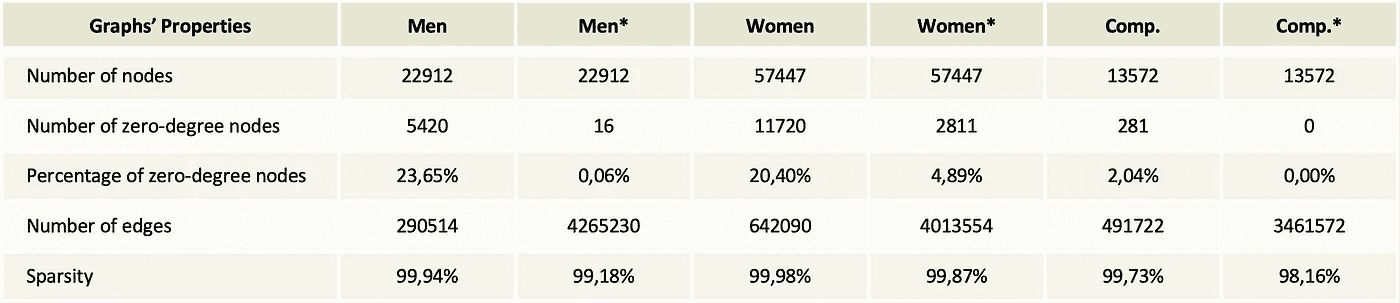 Graphs’ Properties Men Men* Women Women* Comp. Comp.*
Number of nodes 22912 22912 57447 57447 13572 13572
Number of zero-degree nodes 5420 16 11720 2811 281 0
Percentage of zero-degree nodes 23,65% 0,06% 20,40% 4,89% 2,04% 0,00%
Number of edges 290514 4265230 642090 4013554 491722 3461572
Sparsity 99,94% 99,18% 99,98% 99,87% 99,73% 98,16%